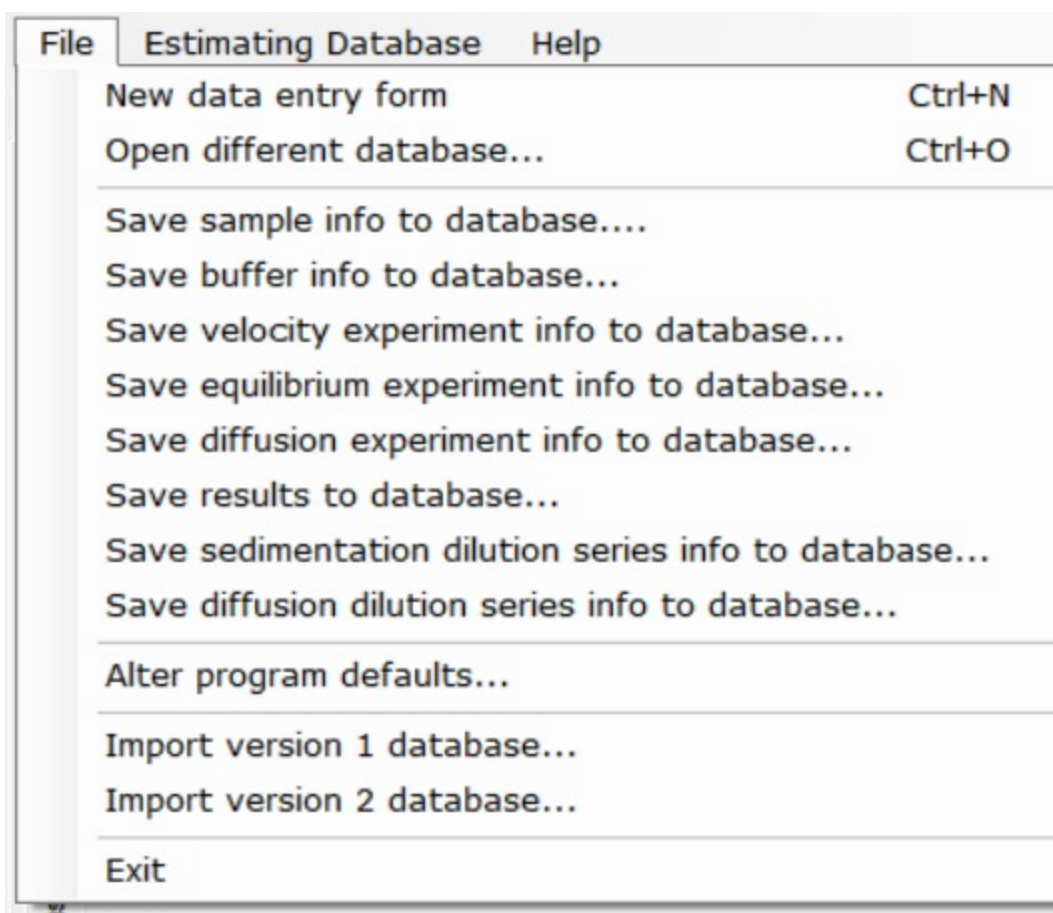 File Estimating Database Help
New data entry form Ctrl+N
Open different database... Ctrl+O
Save sample info to database....
Save buffer info to database...
Save velocity experiment info to database...
Save equilibrium experiment info to database...
Save diffusion experiment info to database...
Save results to database...
Save sedimentation dilution series info to database...
Save diffusion dilution series info to database...
Alter program defaults...
Import version 1 database...
Import version 2 database...
Exit